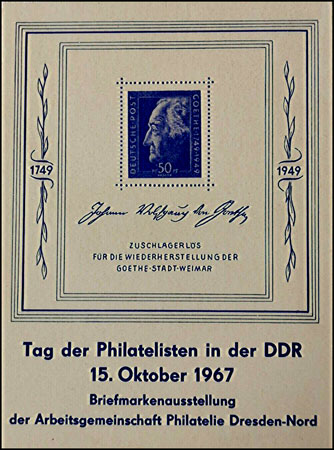 DEUTSCHE POST
GOETHE 1749-1949
50
1749
1949
Johann Wolfgang von Goethe
ZUSCHLAGERLÖS
FÜR DIE WIEDERHERSTELLUNG DER
GOETHE-STADT-WEIMAR
Tag der Philatelisten in der DDR
15. Oktober 1967
Briefmarkenausstellung
der Arbeitsgemeinschaft Philatelie Dresden-Nord